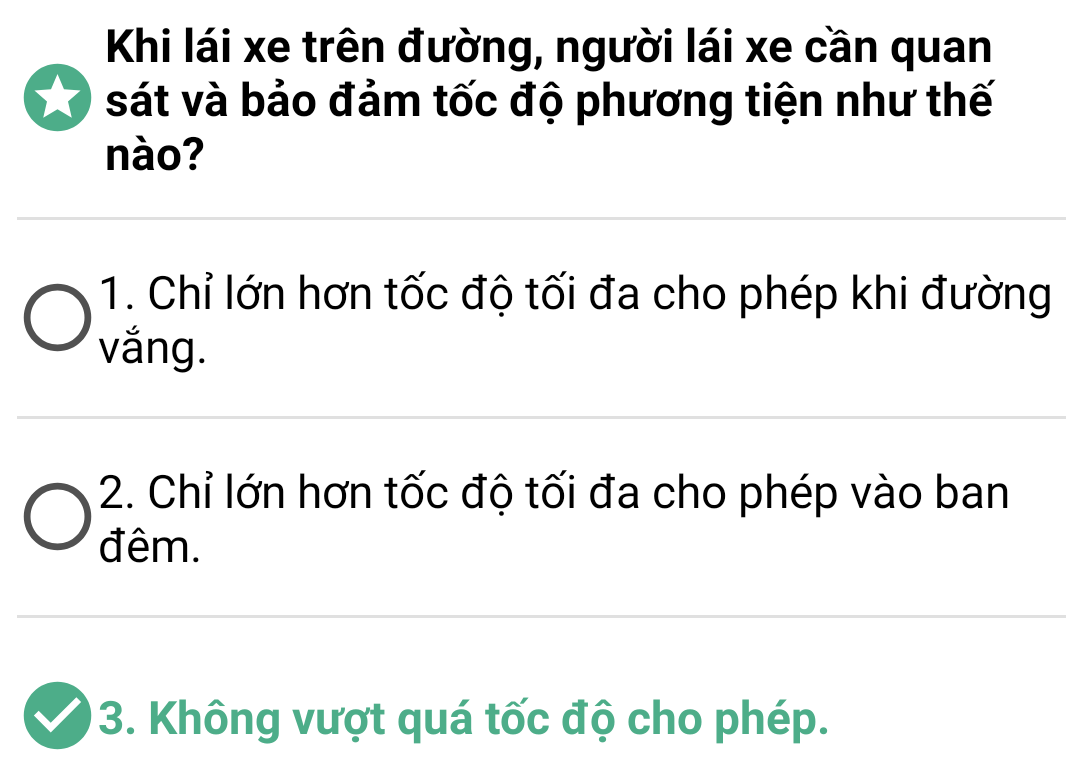 Khi lái xe trên đường, người lái xe cần quan
sát và bảo đảm tốc độ phương tiện như thế
nào?
1. Chỉ lớn hơn tốc độ tối đa cho phép khi đường
vắng.
2. Chỉ lớn hơn tốc độ tối đa cho phép vào ban
đêm.
3. Không vượt quá tốc độ cho phép.